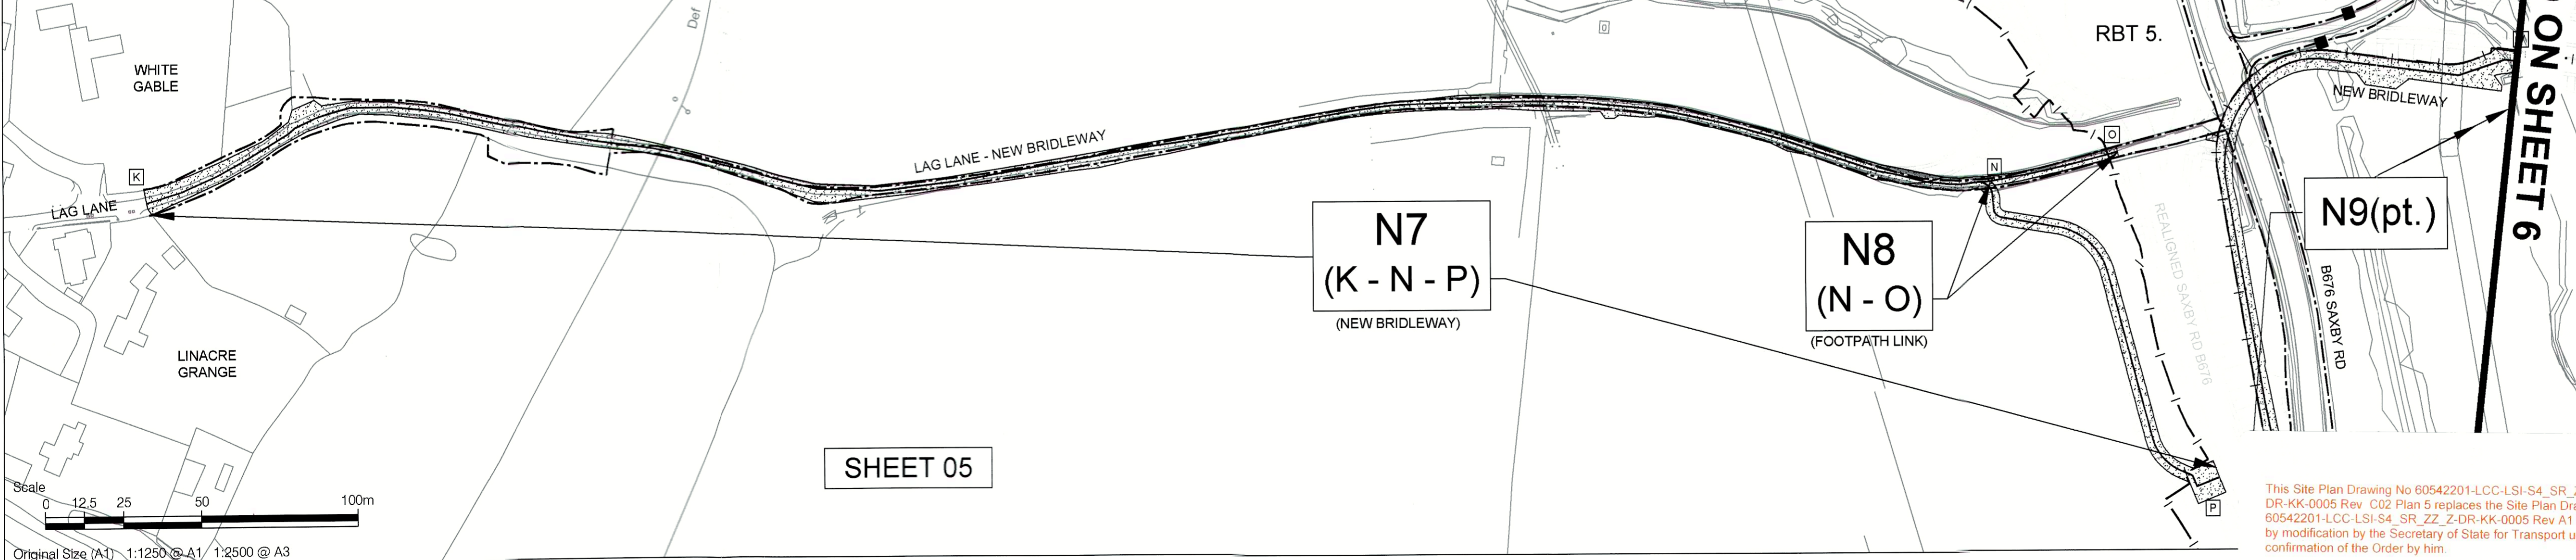 WHITE
GABLE
Def
0
RBT 5.
NEW BRIDLEWAY
ON SHEET 6
K
LAG LANE
LAG LANE - NEW BRIDLEWAY
N
O
N7
(K - N - P)
(NEW BRIDLEWAY)
N8
(N - O)
(FOOTPATH LINK)
N9(pt.)
REALIGNED SAXBY RD B676
B676 SAXBY RD
LINACRE
GRANGE
SHEET 05
P
Scale
0 12.5 25 50 100m
Original Size (A1) 1:1250 @ A1 1:2500 @ A3
This Site Plan Drawing No 60542201-LCC-LSI-S4_SR_
DR-KK-0005 Rev C02 Plan 5 replaces the Site Plan Dra
60542201-LCC-LSI-S4_SR_ZZ_Z-DR-KK-0005 Rev A1
by modification by the Secretary of State for Transport
confirmation of the Order by him.